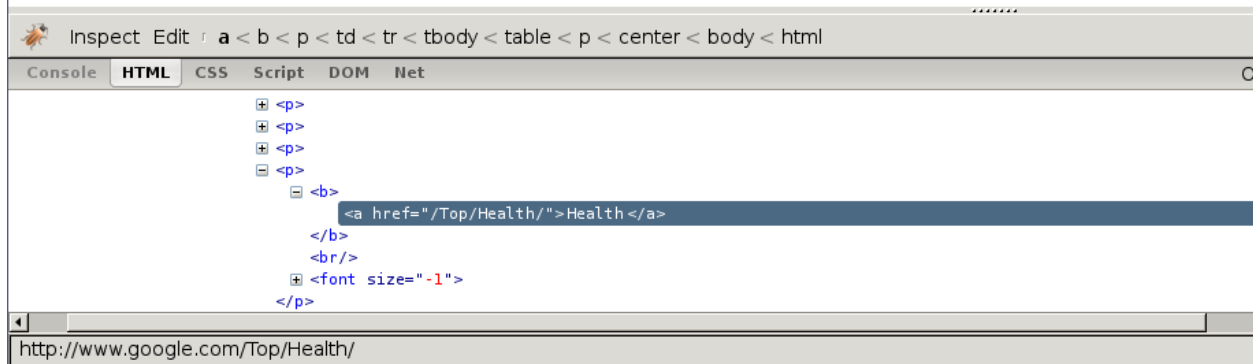 Inspect Edit a < b < p < td < tr < tbody < table < p < center < body < html
Console HTML CSS Script DOM Net
<p>
<p>
<p>
<p>
<b>
<a href="/Top/Health/">Health</a>
</b>
<br/>
<font size="-1">
</p>
http://www.google.com/Top/Health/